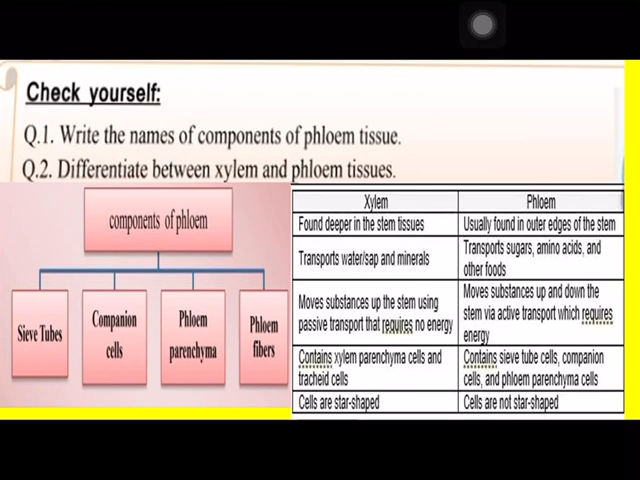 Check yourself:
Q.1. Write the names of components of phloem tissue.
Q.2. Differentiate between xylem and phloem tissues.
components of phloem
Sieve Tubes
Companion
cells
Phloem
parenchyma
Phloem
fibers
Xylem
Phloem
Found deeper in the stem tissues
Usually found in outer edges of the stem
Transports water/sap and minerals
Transports sugars, amino acids, and
other foods
Moves substances up the stem using
passive transport that requires no energy
Moves substances up and down the
stem via active transport which requires
energy
Contains xylem parenchyma cells and
tracheid cells
Contains sieve tube cells, companion
cells, and phloem parenchyma cells
Cells are star-shaped
Cells are not star-shaped